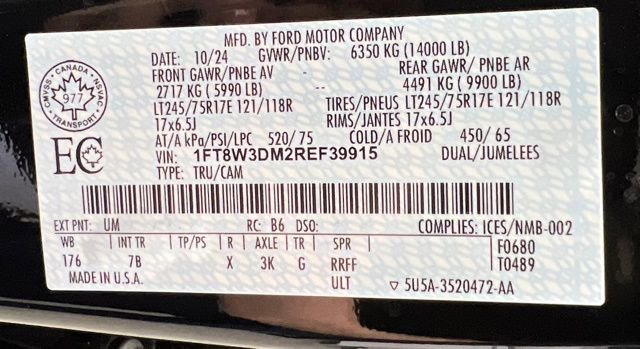 MFD. BY FORD MOTOR COMPANY
DATE: 10/24 GVWR/PNBV: 6350 KG (14000 LB)
FRONT GAWR/PNBE AV REAR GAWR/ PNBE AR
2717 KG ( 5990 LB) -- 4491 KG ( 9900 LB)
LT245/75R17E 121/118R TIRES/PNEUS LT245/75R17E 121/118R
17x6.5J RIMS/JANTES 17x6.5J
AT/A kPa/PSI/LPC 520/ 75 COLD/A FROID 450/ 65
VIN: 1FT8W3DM2REF39915 DUAL/JUMELEES
TYPE: TRU/CAM
CMVSS CANADA NSVAC
977
TRANSPORT
EC
EXT PNT: UM RC: B6 DSO: COMPLIES: ICES/NMB-002
WB INT TR TP/PS R AXLE TR SPR F0680
176 7B X 3K G RRFF T0489
MADE IN U.S.A. ULT ▽ 5U5A-3520472-AA